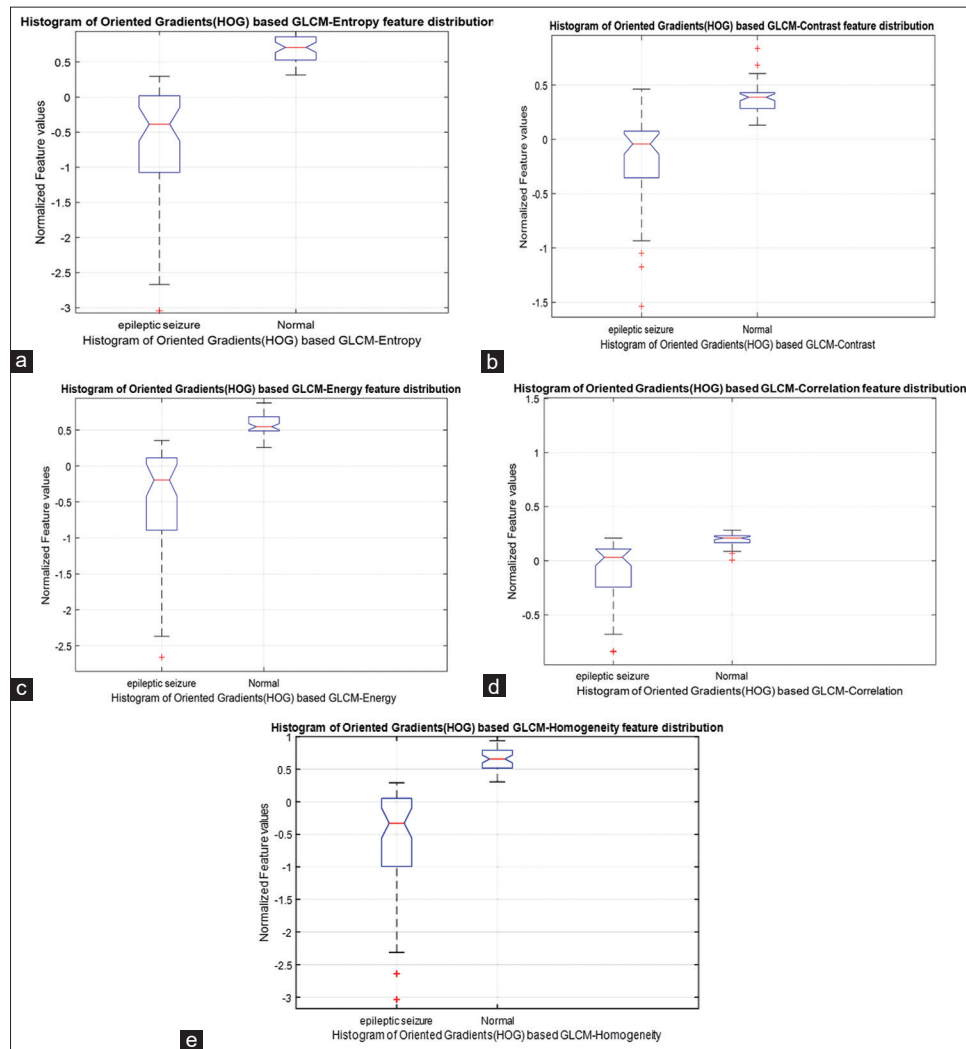 Histogram of Oriented Gradients(HOG) based GLCM-Entropy feature distribution
Normalized Feature values
0.5
0
-0.5
-1
-1.5
-2
-2.5
-3
epileptic seizure Normal
Histogram of Oriented Gradients(HOG) based GLCM-Entropy
a
Histogram of Oriented Gradients(HOG) based GLCM-Contrast feature distribution
Normalized Feature values
1
0.5
0
-0.5
-1
-1.5
epileptic seizure Normal
Histogram of Oriented Gradients(HOG) based GLCM-Contrast
b
Histogram of Oriented Gradients(HOG) based GLCM-Energy feature distribution
Normalized Feature values
0.5
0
-0.5
-1
-1.5
-2
-2.5
epileptic seizure Normal
Histogram of Oriented Gradients(HOG) based GLCM-Energy
c
Histogram of Oriented Gradients(HOG) based GLCM-Correlation feature distribution
Normalized Feature values
1.5
1
0.5
0
-0.5
epileptic seizure Normal
Histogram of Oriented Gradients(HOG) based GLCM-Correlation
d
Histogram of Oriented Gradients(HOG) based GLCM-Homogeneity feature distribution
Normalized Feature values
1
0.5
0
-0.5
-1
-1.5
-2
-2.5
-3
epileptic seizure Normal
Histogram of Oriented Gradients(HOG) based GLCM-Homogeneity
e